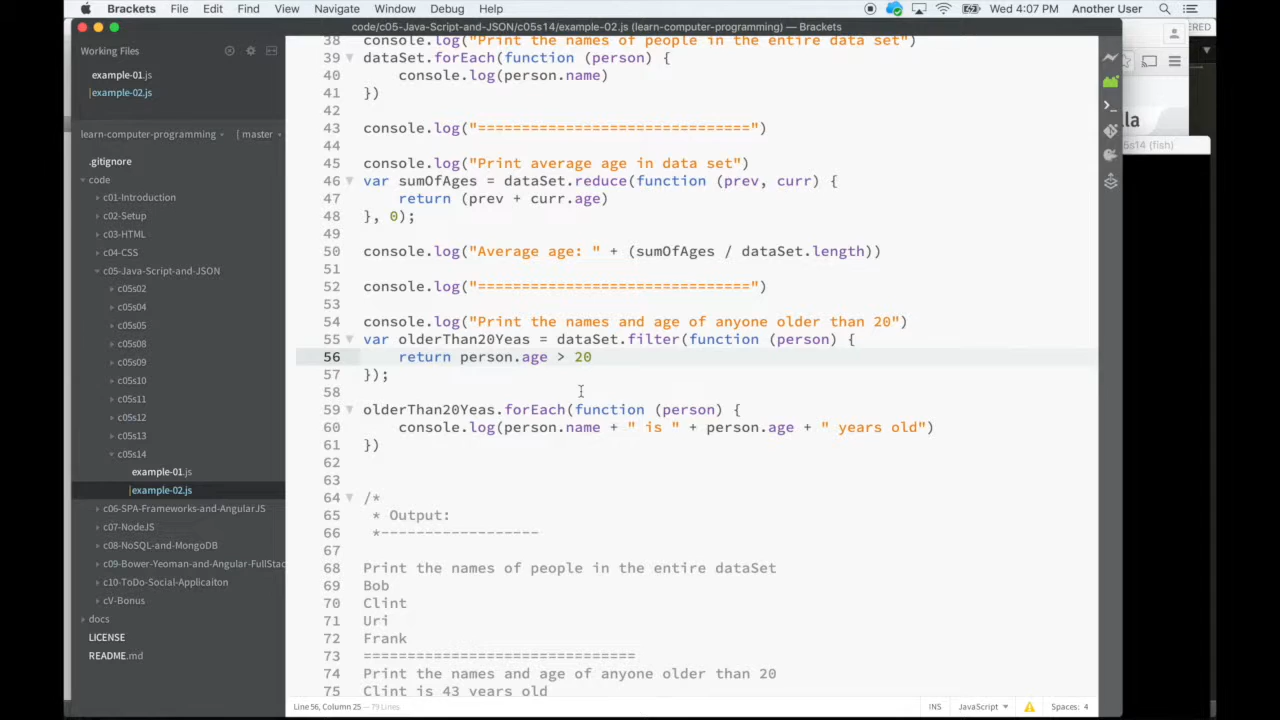 Brackets File Edit Find View Navigate Window Debug Help Wed 4:07 PM Another User
code/c05-Java-Script-and-JSON/c05s14/example-02.js (learn-computer-programming) — Brackets
Working Files
example-01.js
example-02.js
learn-computer-programming [ master
.gitignore
code
c01-Introduction
c02-Setup
c03-HTML
c04-CSS
c05-Java-Script-and-JSON
c05s02
c05s04
c05s05
c05s08
c05s09
c05s10
c05s11
c05s12
c05s13
c05s14
example-01.js
example-02.js
c06-SPA-Frameworks-and-AngularJS
c07-NodeJS
c08-NoSQL-and-MongoDB
c09-Bower-Yeoman-and-Angular-FullStac
c10-ToDo-Social-Applicaiton
cV-Bonus
docs
LICENSE
README.md
38 console.log("Print the names of people in the entire data set")
39 dataSet.forEach(function (person) {
40 console.log(person.name)
41 })
42
43 console.log("===============================")
44
45 console.log("Print average age in data set")
46 var sumOfAges = dataSet.reduce(function (prev, curr) {
47 return (prev + curr.age)
48 }, 0);
49
50 console.log("Average age: " + (sumOfAges / dataSet.length))
51
52 console.log("===============================")
53
54 console.log("Print the names and age of anyone older than 20")
55 var olderThan20Yeas = dataSet.filter(function (person) {
56 return person.age > 20
57 });
58
59 olderThan20Yeas.forEach(function (person) {
60 console.log(person.name + " is " + person.age + " years old")
61 })
62
63
64 /*
65 * Output:
66 *------------------
67
68 Print the names of people in the entire dataSet
69 Bob
70 Clint
71 Uri
72 Frank
73 ===============================
74 Print the names and age of anyone older than 20
75 Clint is 43 years old
Line 56, Column 25 — 79 Lines INS JavaScript Spaces: 4
ERED
lla
5s14 (fish)